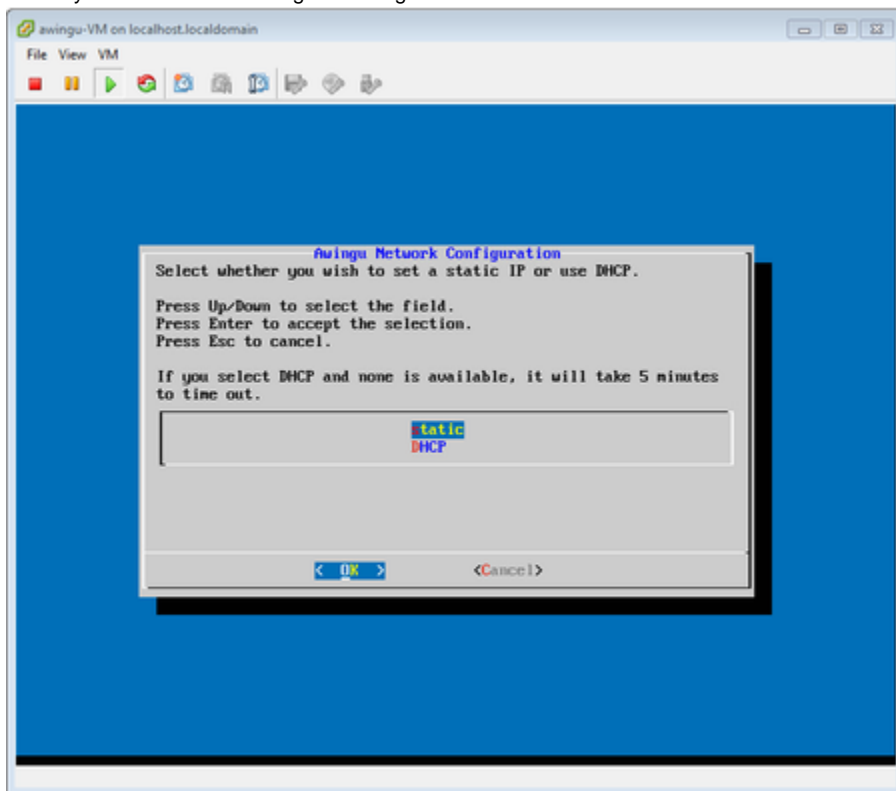 awingu-VM on localhost.localdomain
File View VM
Awingu Network Configuration
Select whether you wish to set a static IP or use DHCP.
Press Up/Down to select the field.
Press Enter to accept the selection.
Press Esc to cancel.
If you select DHCP and none is available, it will take 5 minutes
to time out.
static
DHCP
< OK > <Cancel>